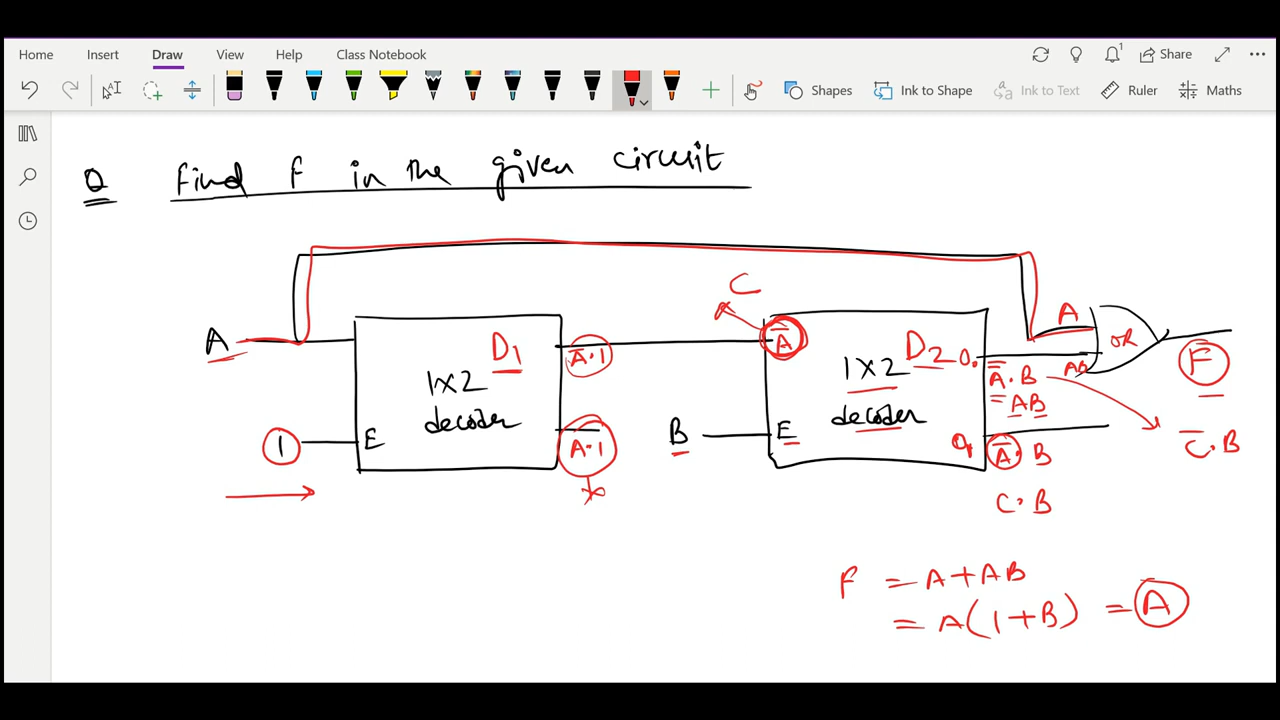 Home Insert Draw View Help Class Notebook
1 Share
Shapes Ink to Shape Ink to Text Ruler Maths
Q Find F in the given circuit
C
A
A D1 Ā·1 Ā D2 0. OR
1X2 1X2 F
decoder decoder
A̿·B AB
= AB
1 E A·1 B E 0, Ā·B C̄·B
C·B
F = A+AB
= A(1+B) = A